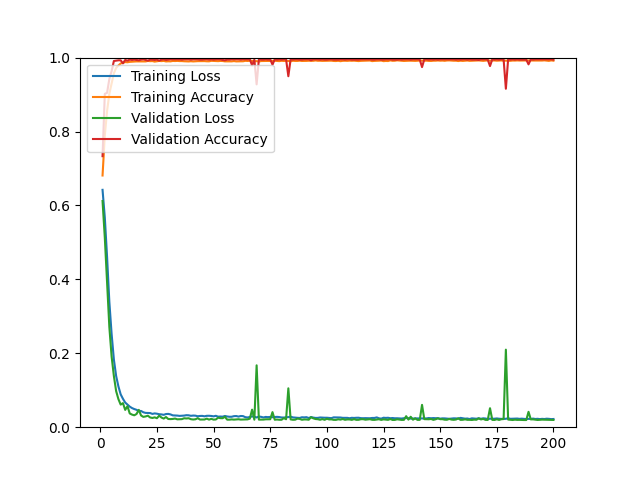 Training Loss
Training Accuracy
Validation Loss
Validation Accuracy
1.0
0.8
0.6
0.4
0.2
0.0
0 25 50 75 100 125 150 175 200